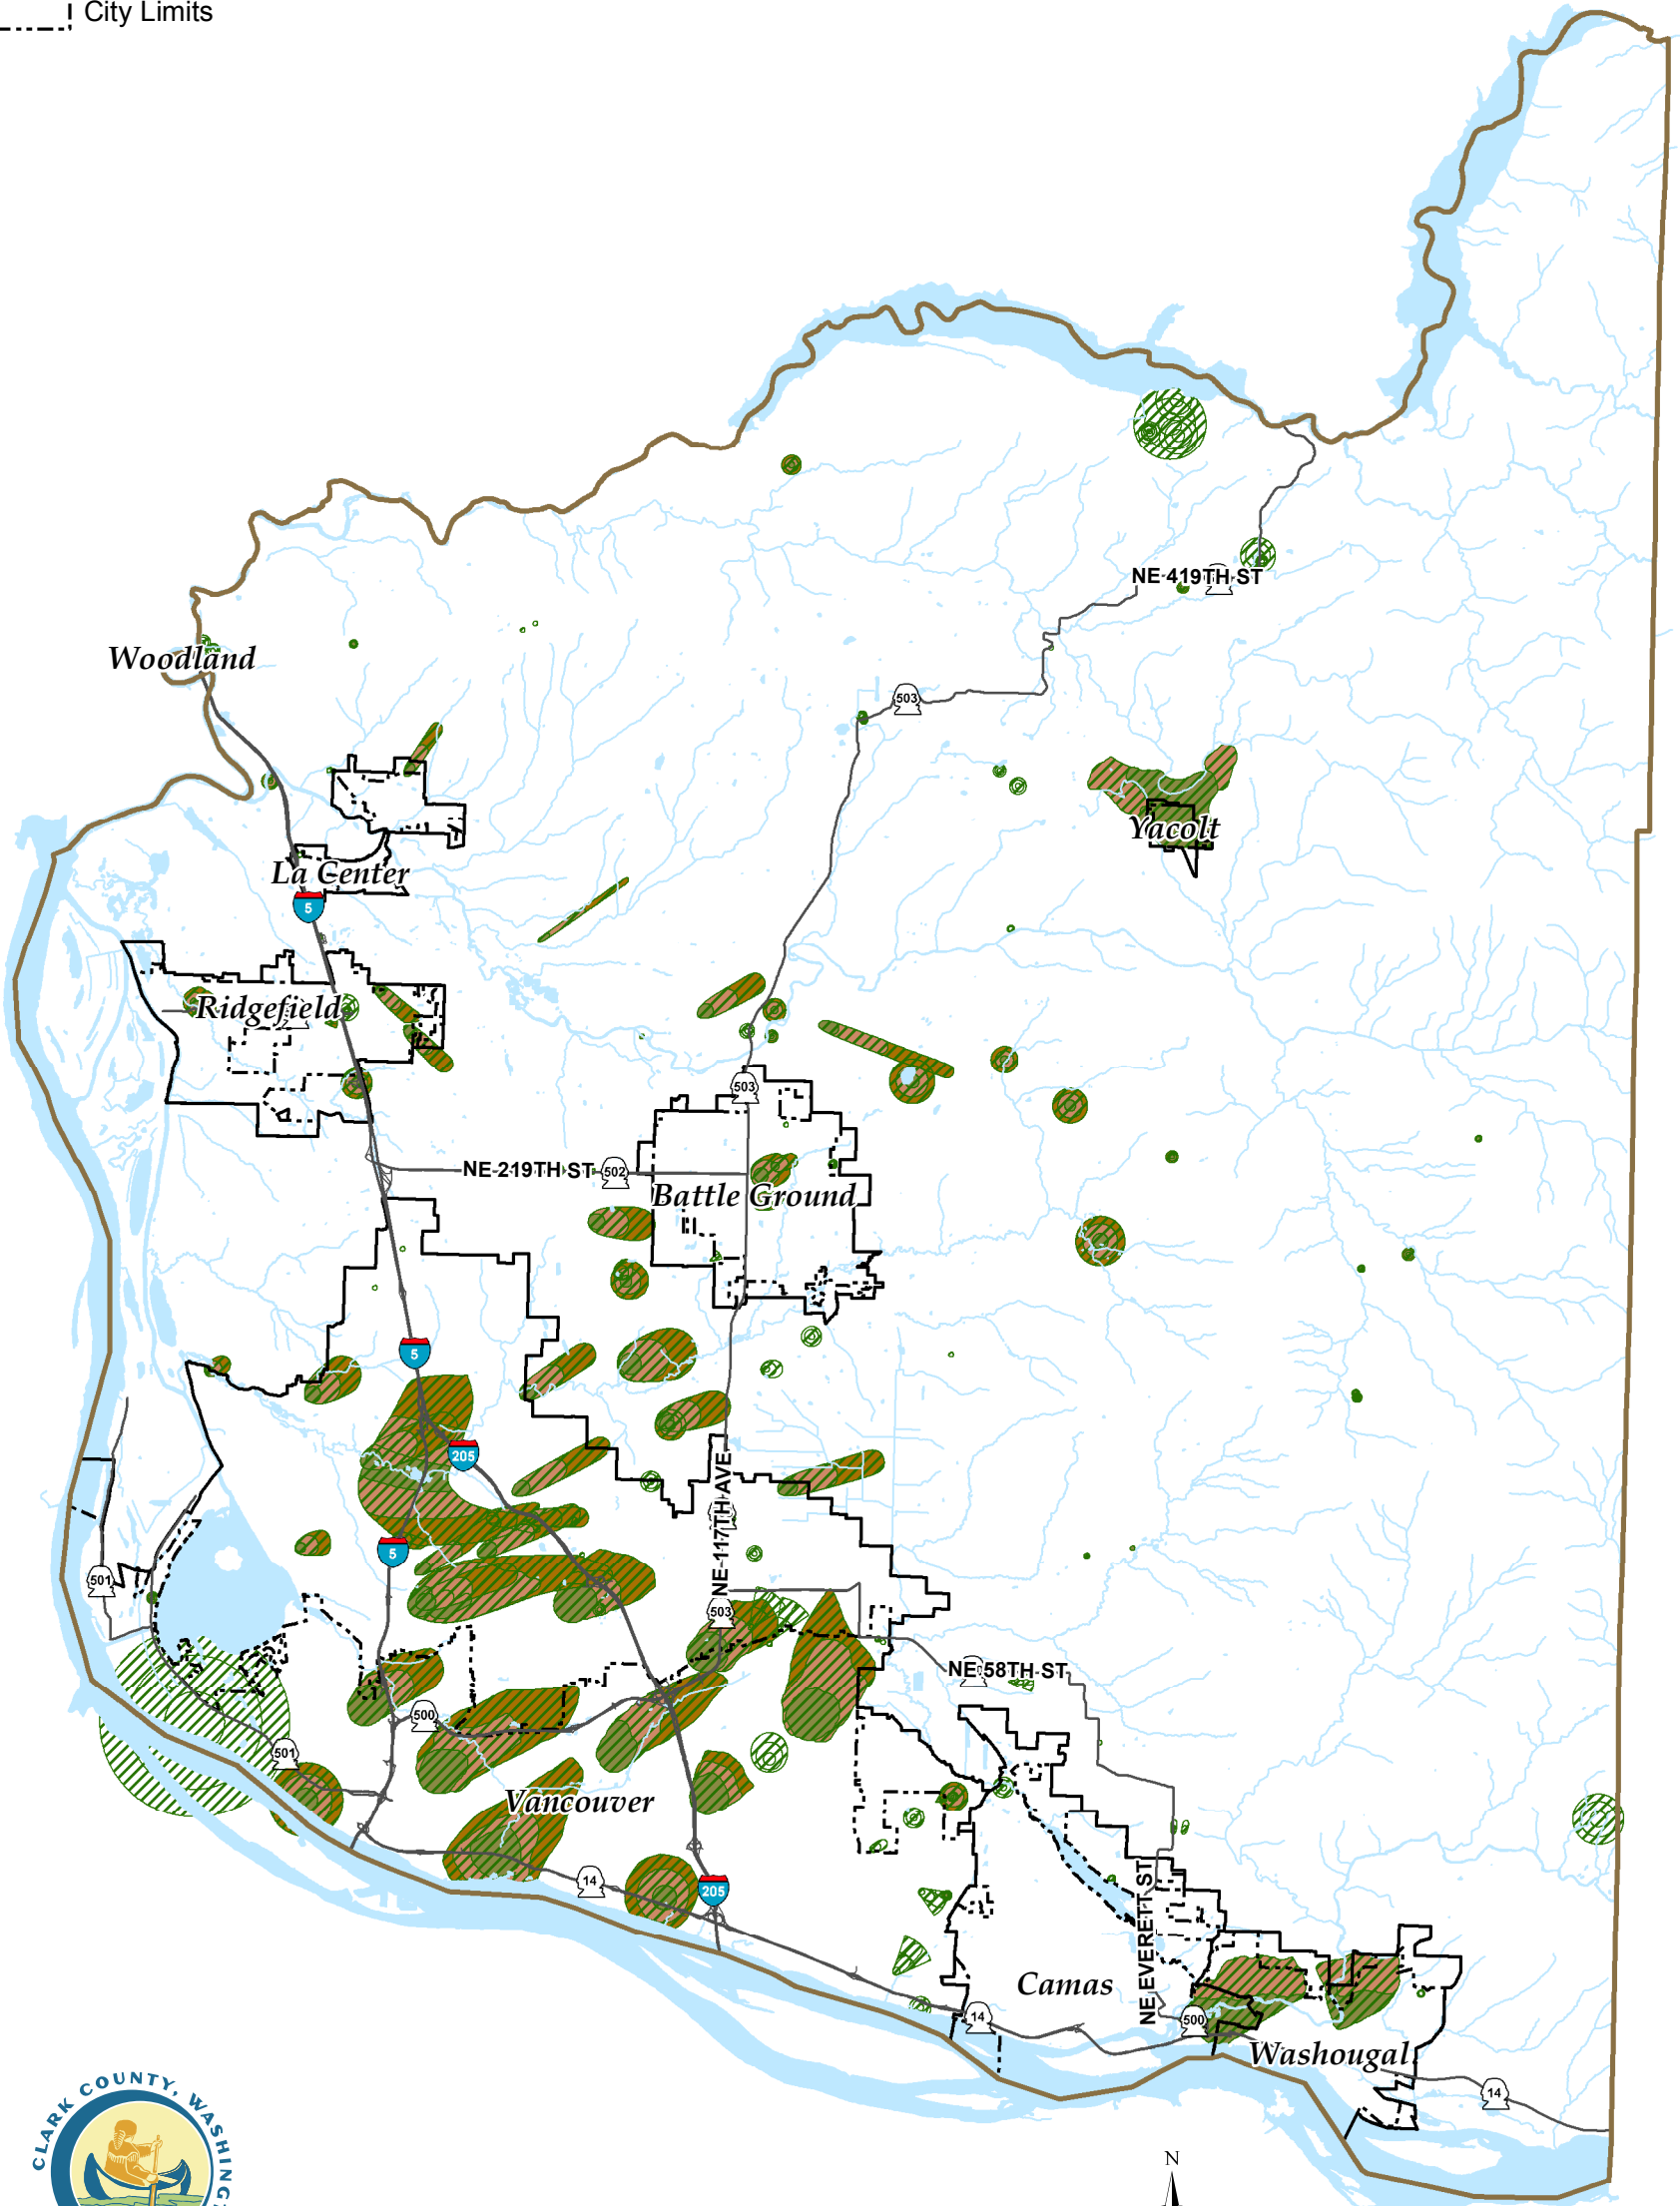 City Limits
NE 419TH ST
Woodland
503
Yacolt
La Center
5
Ridgefield
503
NE 219TH ST
502
Battle Ground
5
205
NE 117TH AVE
5
501
503
NE 58TH ST
500
501
Vancouver
14
205
NE EVERETT ST
Camas
14
500
Washougal
14
CLARK COUNTY, WASHING
N